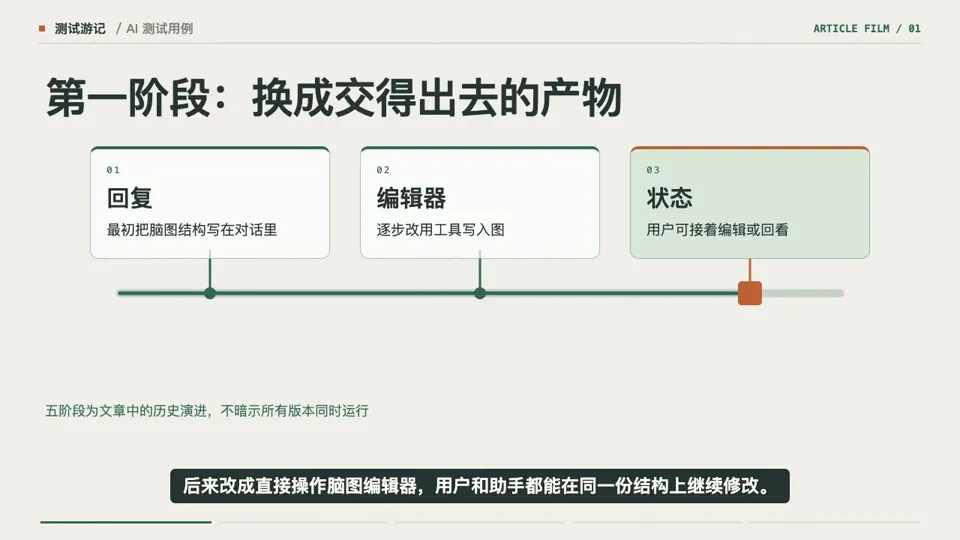 测试游记 / AI 测试用例
ARTICLE FILM / 01
第一阶段：换成交得出去的产物
01
回复
最初把脑图结构写在对话里
02
编辑器
逐步改用工具写入图
03
状态
用户可接着编辑或回看
五阶段为文章中的历史演进，不暗示所有版本同时运行
后来改成直接操作脑图编辑器，用户和助手都能在同一份结构上继续修改。